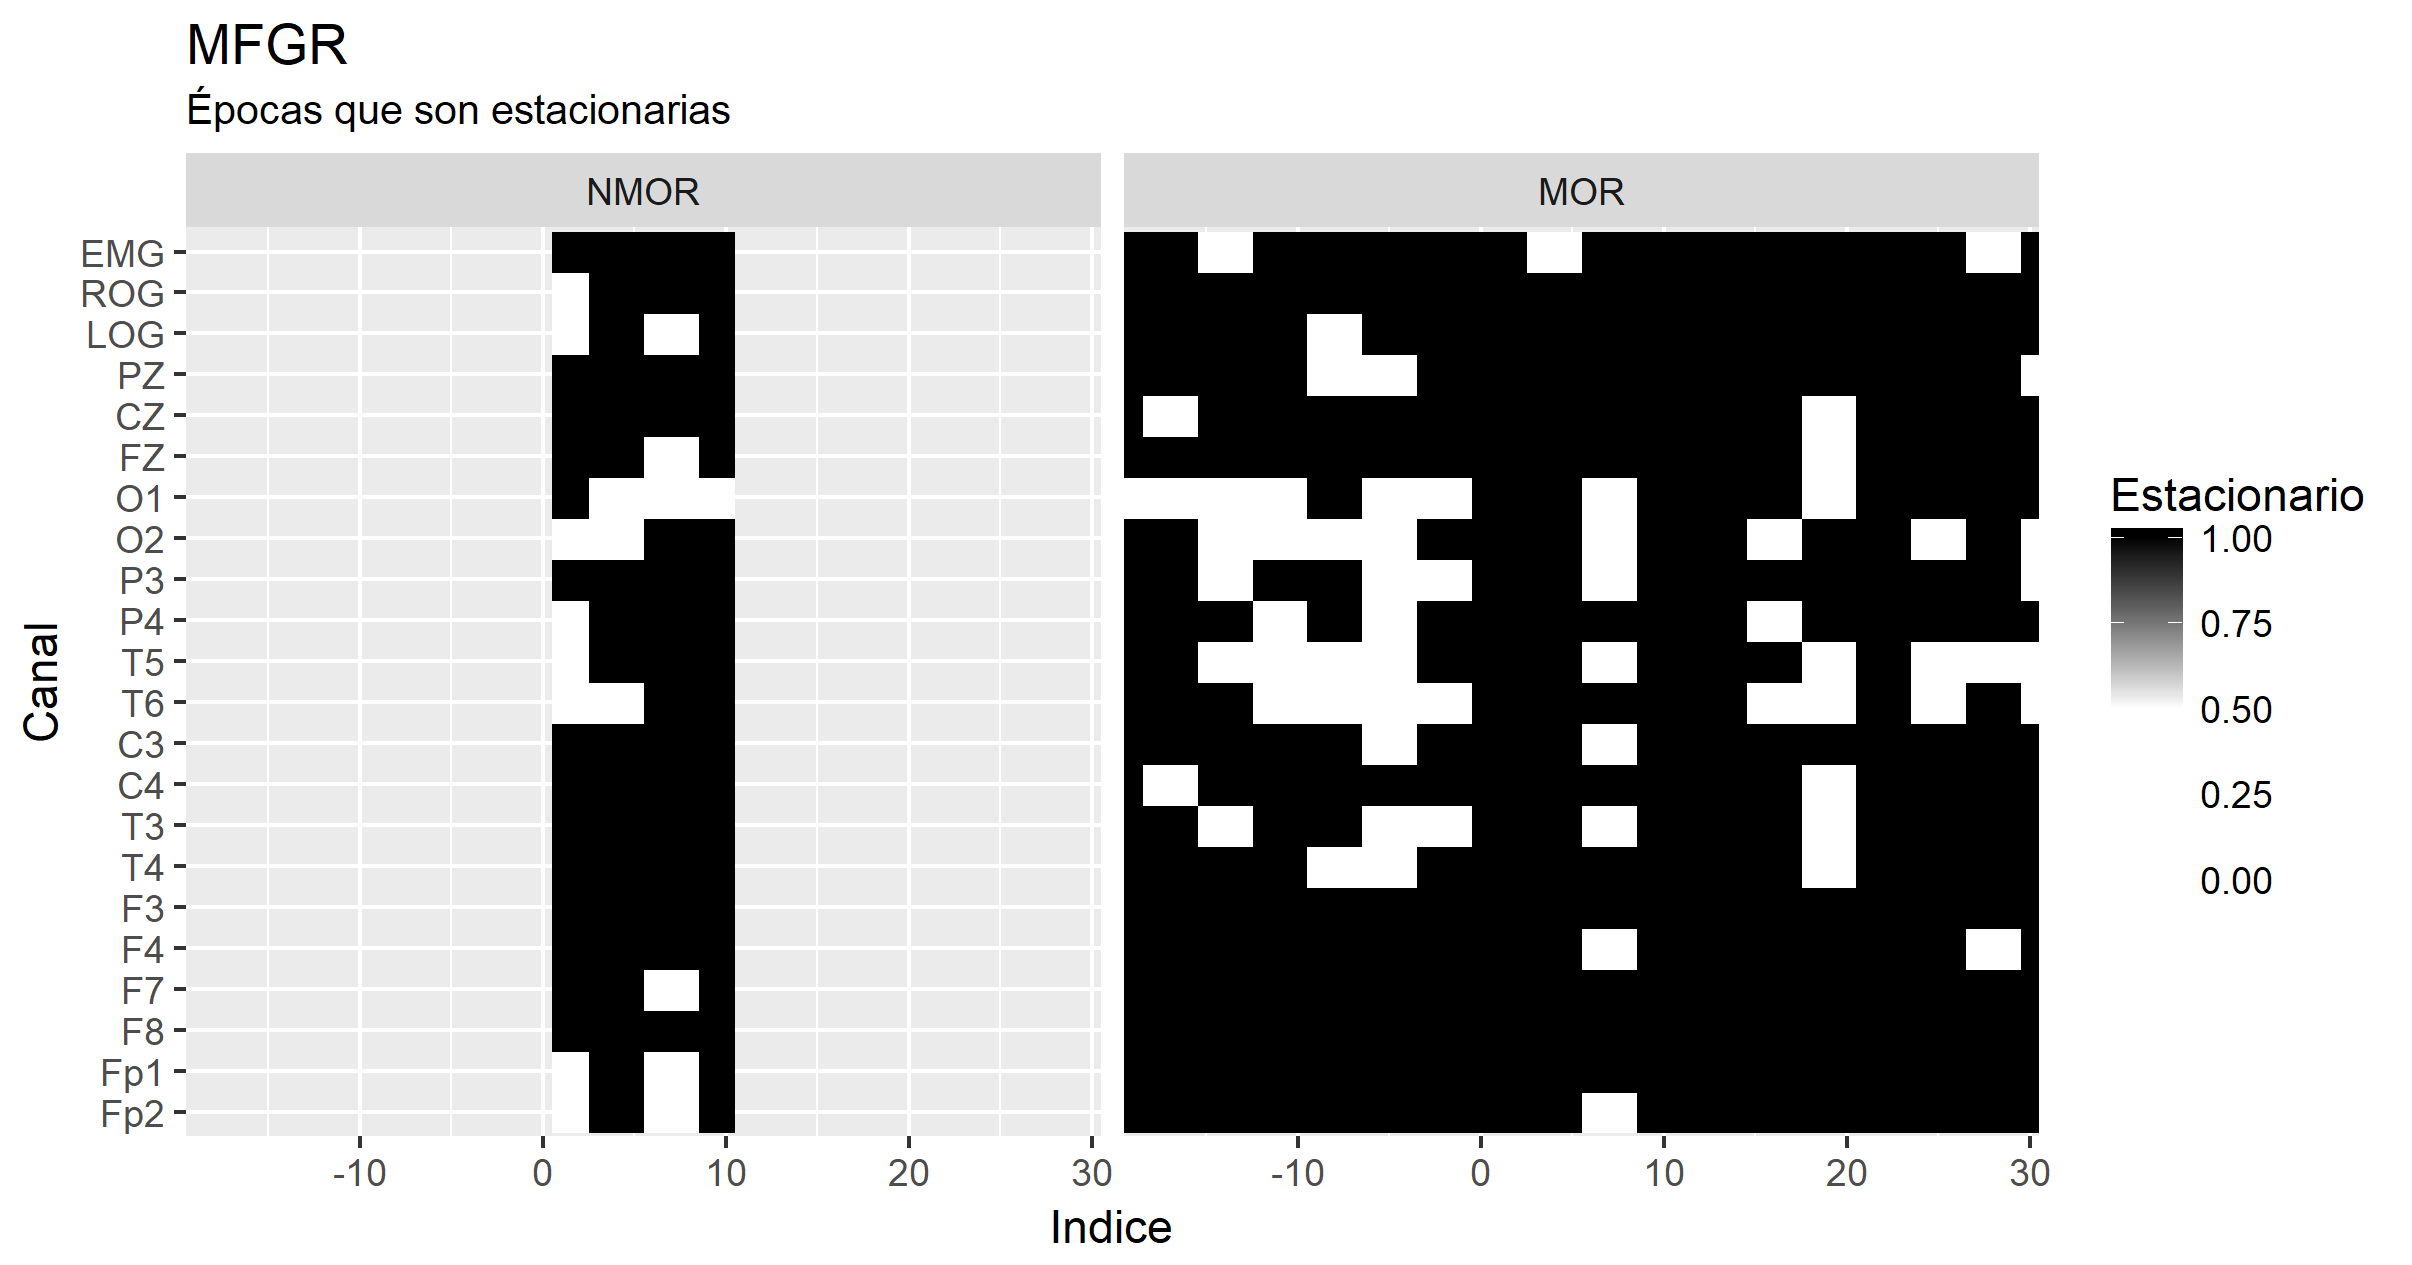 MFGR
Épocas que son estacionarias
NMOR
MOR
Canal
EMG
ROG
LOG
PZ
CZ
FZ
O1
O2
P3
P4
T5
T6
C3
C4
T3
T4
F3
F4
F7
F8
Fp1
Fp2
-10 0 10 20 30
-10 0 10 20 30
Indice
Estacionario
1.00
0.75
0.50
0.25
0.00